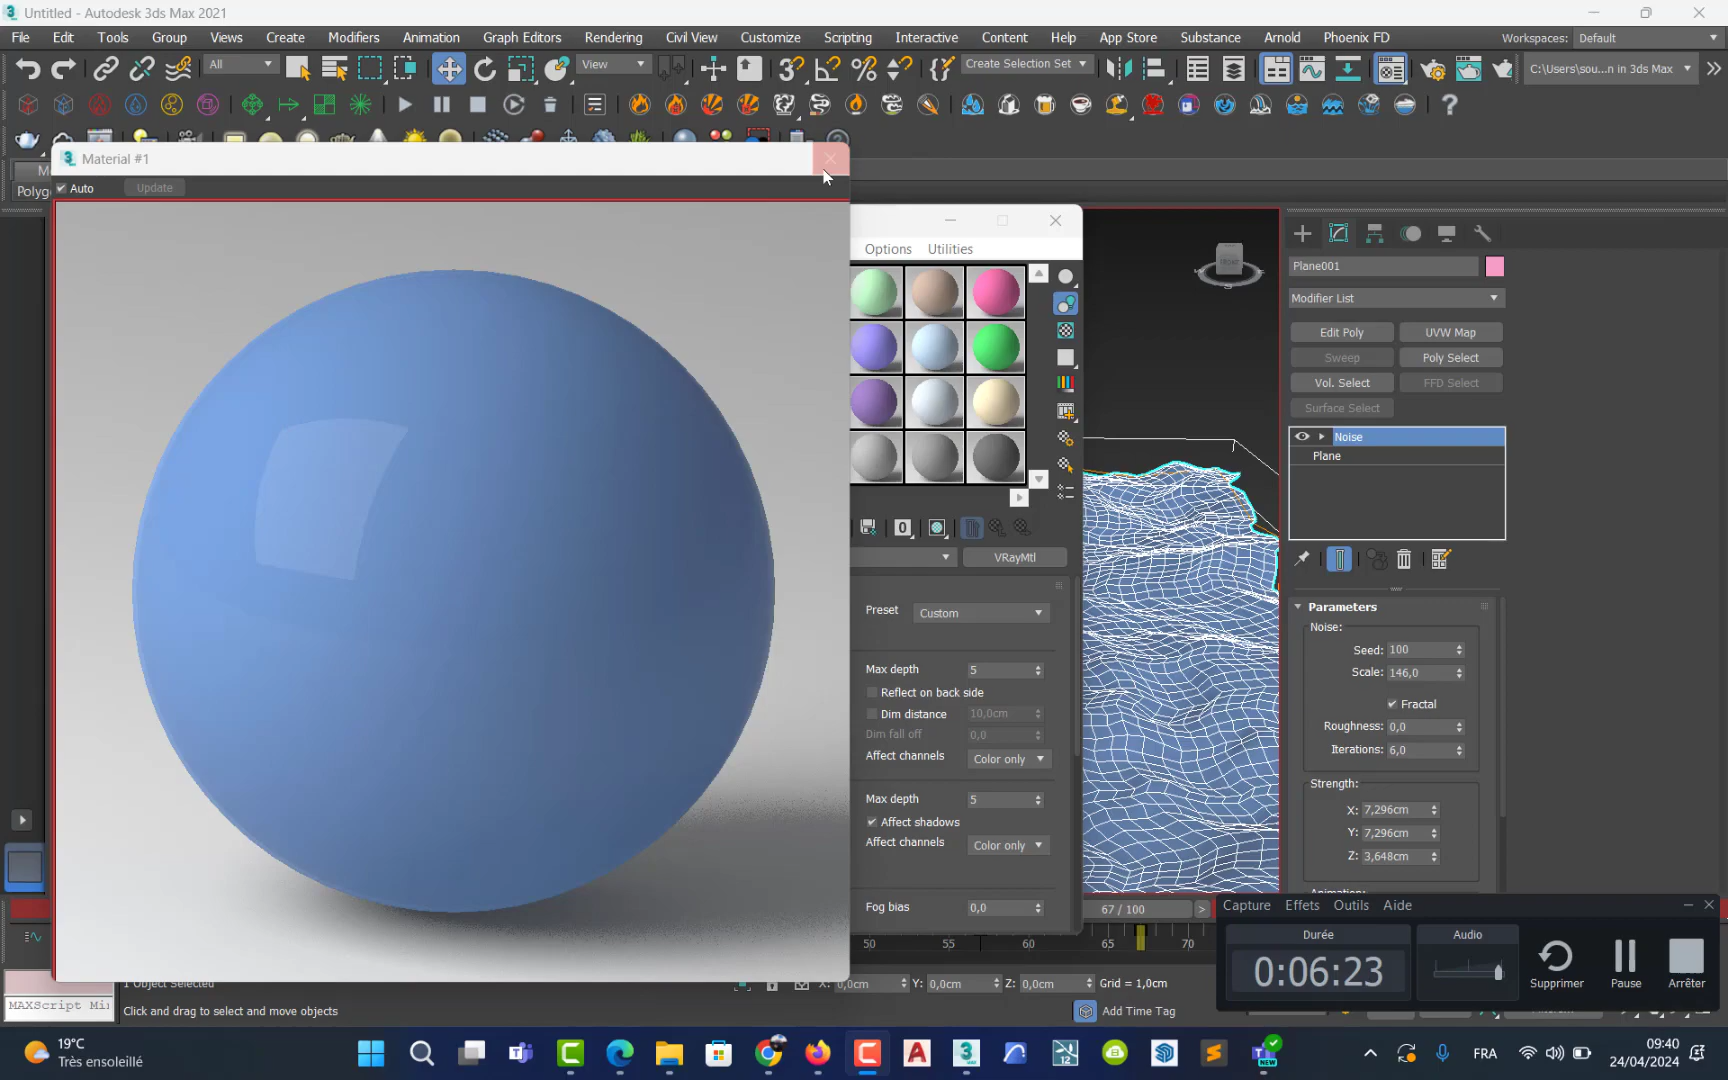 Untitled - Autodesk 3ds Max 2021
File Edit Tools Group Views Create Modifiers Animation Graph Editors Rendering Civil View Customize Scripting Interactive Content Help App Store Substance Arnold Phoenix FD
Workspaces: Default
All
View
Create Selection Set
C:\Users\sou...n in 3ds Max
Polyg
Material #1
Auto
Update
Options Utilities
VRayMtl
Preset Custom
Max depth 5
Reflect on back side
Dim distance 10,0cm
Dim fall off 0,0
Affect channels Color only
Max depth 5
Affect shadows
Affect channels Color only
Fog bias 0,0
Plane001
Modifier List
Edit Poly UVW Map
Sweep Poly Select
Vol. Select FFD Select
Surface Select
Noise
Plane
Parameters
Noise:
Seed: 100
Scale: 146,0
Fractal
Roughness: 0,0
Iterations: 6,0
Strength:
X: 7,296cm
Y: 7,296cm
Z: 3,648cm
Animation:
67 / 100
50 55 60 65 70
Capture Effets Outils Aide
Durée
0:06:23
Audio
Supprimer
Pause
Arrêter
1 Object Selected
X: 0,0cm Y: 0,0cm Z: 0,0cm Grid = 1,0cm
MAXScript Mi
Click and drag to select and move objects
Add Time Tag
19°C
Très ensoleillé
FRA
09:40
24/04/2024